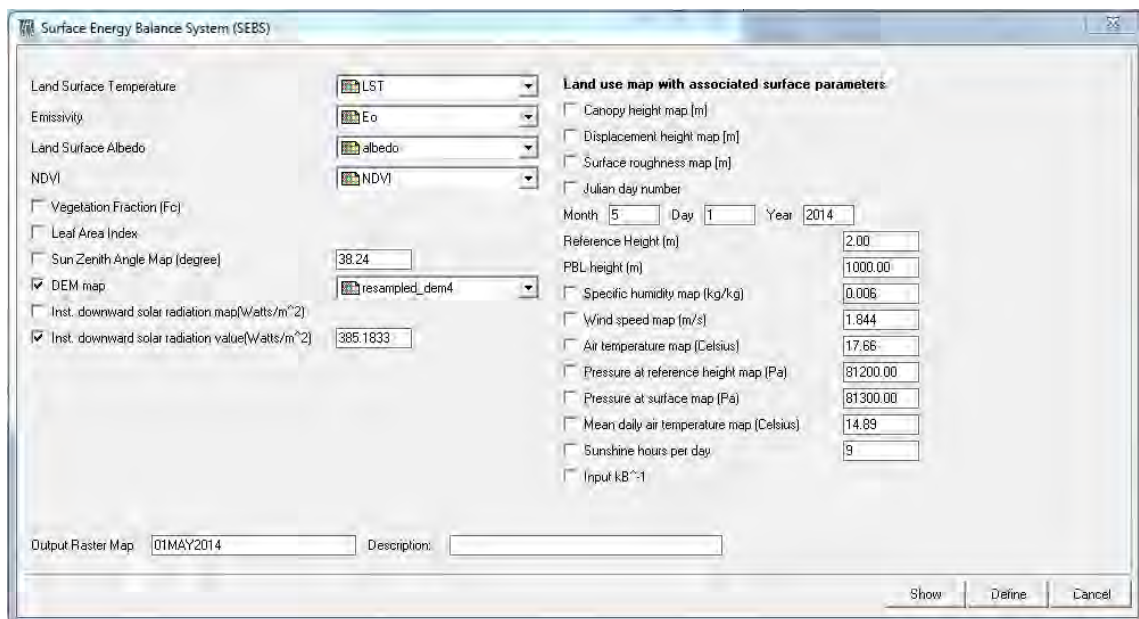 Surface Energy Balance System (SEBS)
Land Surface Temperature LST
Emissivity Eo
Land Surface Albedo albedo
NDVI NDVI
Vegetation Fraction (Fc)
Leaf Area Index
Sun Zenith Angle Map (degree) 38.24
DEM map resampled_dem4
Inst. downward solar radiation map(Watts/m^2)
Inst. downward solar radiation value(Watts/m^2) 385.1833
Land use map with associated surface parameters
Canopy height map [m]
Displacement height map [m]
Surface roughness map [m]
Julian day number
Month 5 Day 1 Year 2014
Reference Height (m) 2.00
PBL height (m) 1000.00
Specific humidity map (kg/kg) 0.006
Wind speed map (m/s) 1.844
Air temperature map (Celsius) 17.66
Pressure at reference height map (Pa) 81200.00
Pressure at surface map (Pa) 81300.00
Mean daily air temperature map (Celsius) 14.89
Sunshine hours per day 9
Input kB^-1
Output Raster Map 01MAY2014 Description:
Show Define Cancel